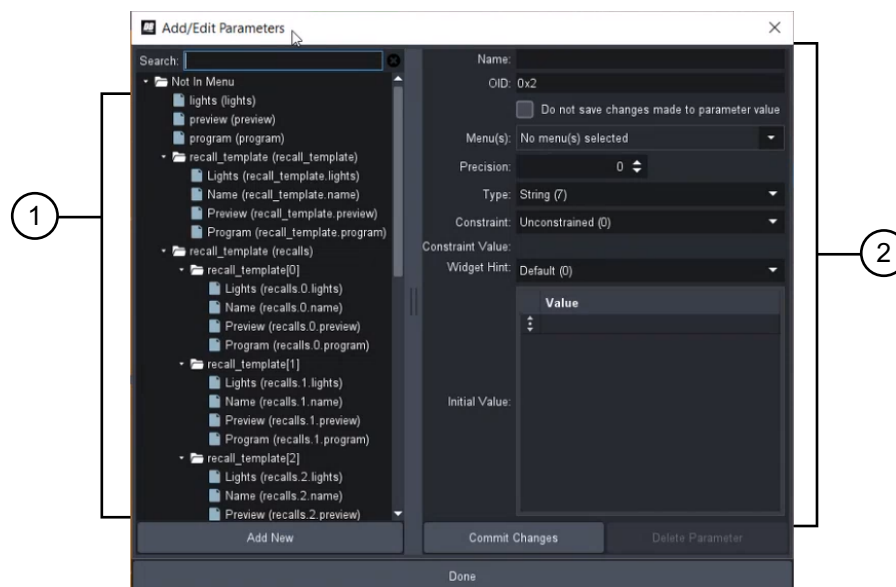 Add/Edit Parameters
Search:
Not In Menu
lights (lights)
preview (preview)
program (program)
recall_template (recall_template)
Lights (recall_template.lights)
Name (recall_template.name)
Preview (recall_template.preview)
Program (recall_template.program)
recall_template (recalls)
recall_template[0]
Lights (recalls.0.lights)
Name (recalls.0.name)
Preview (recalls.0.preview)
Program (recalls.0.program)
recall_template[1]
Lights (recalls.1.lights)
Name (recalls.1.name)
Preview (recalls.1.preview)
Program (recalls.1.program)
recall_template[2]
Lights (recalls.2.lights)
Name (recalls.2.name)
Preview (recalls.2.preview)
Add New
1
Name:
OID: 0x2
Do not save changes made to parameter value
Menu(s): No menu(s) selected
Precision: 0
Type: String (7)
Constraint: Unconstrained (0)
Constraint Value:
Widget Hint: Default (0)
Value
Initial Value:
Commit Changes Delete Parameter
2
Done